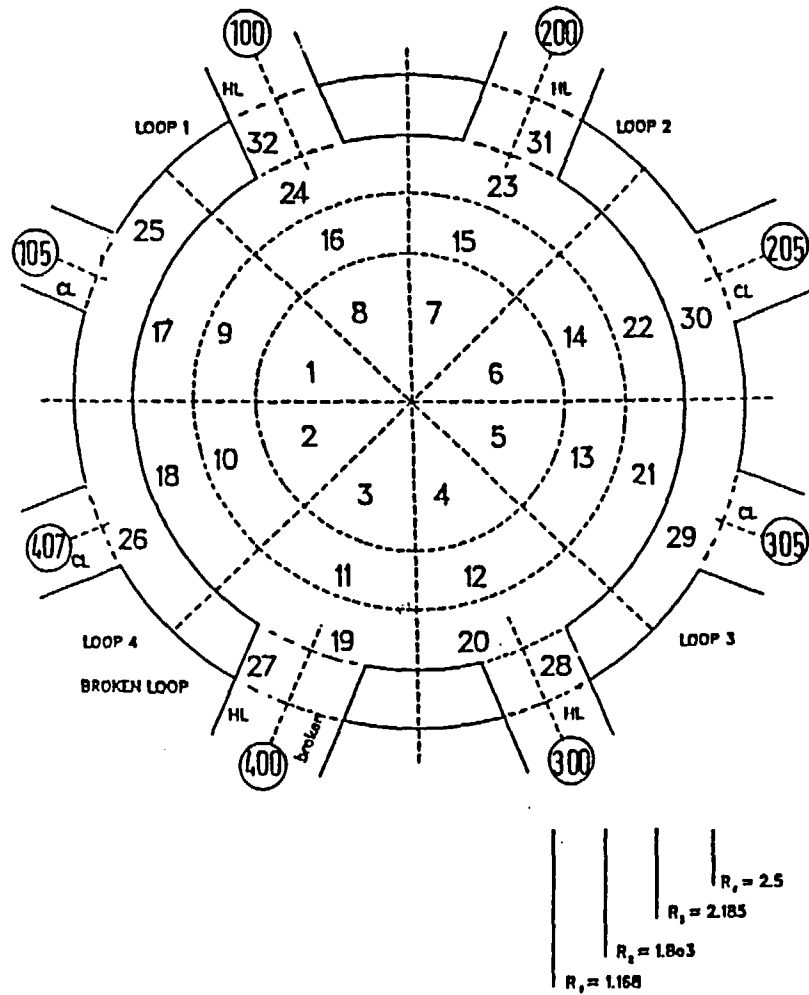 100
200
HL
HL
LOOP 1
32
31
LOOP 2
24
23
25
16
15
105
205
CL
CL
8
7
30
17
9
14
22
1
6
2
5
10
13
18
21
3
4
407
CL
26
CL
305
29
11
12
LOOP 4
19
20
LOOP 3
27
28
BROKEN LOOP
HL
HL
broken
400
300
R, = 2.5
R₃ = 2.185
R₂ = 1.803
R, = 1.168